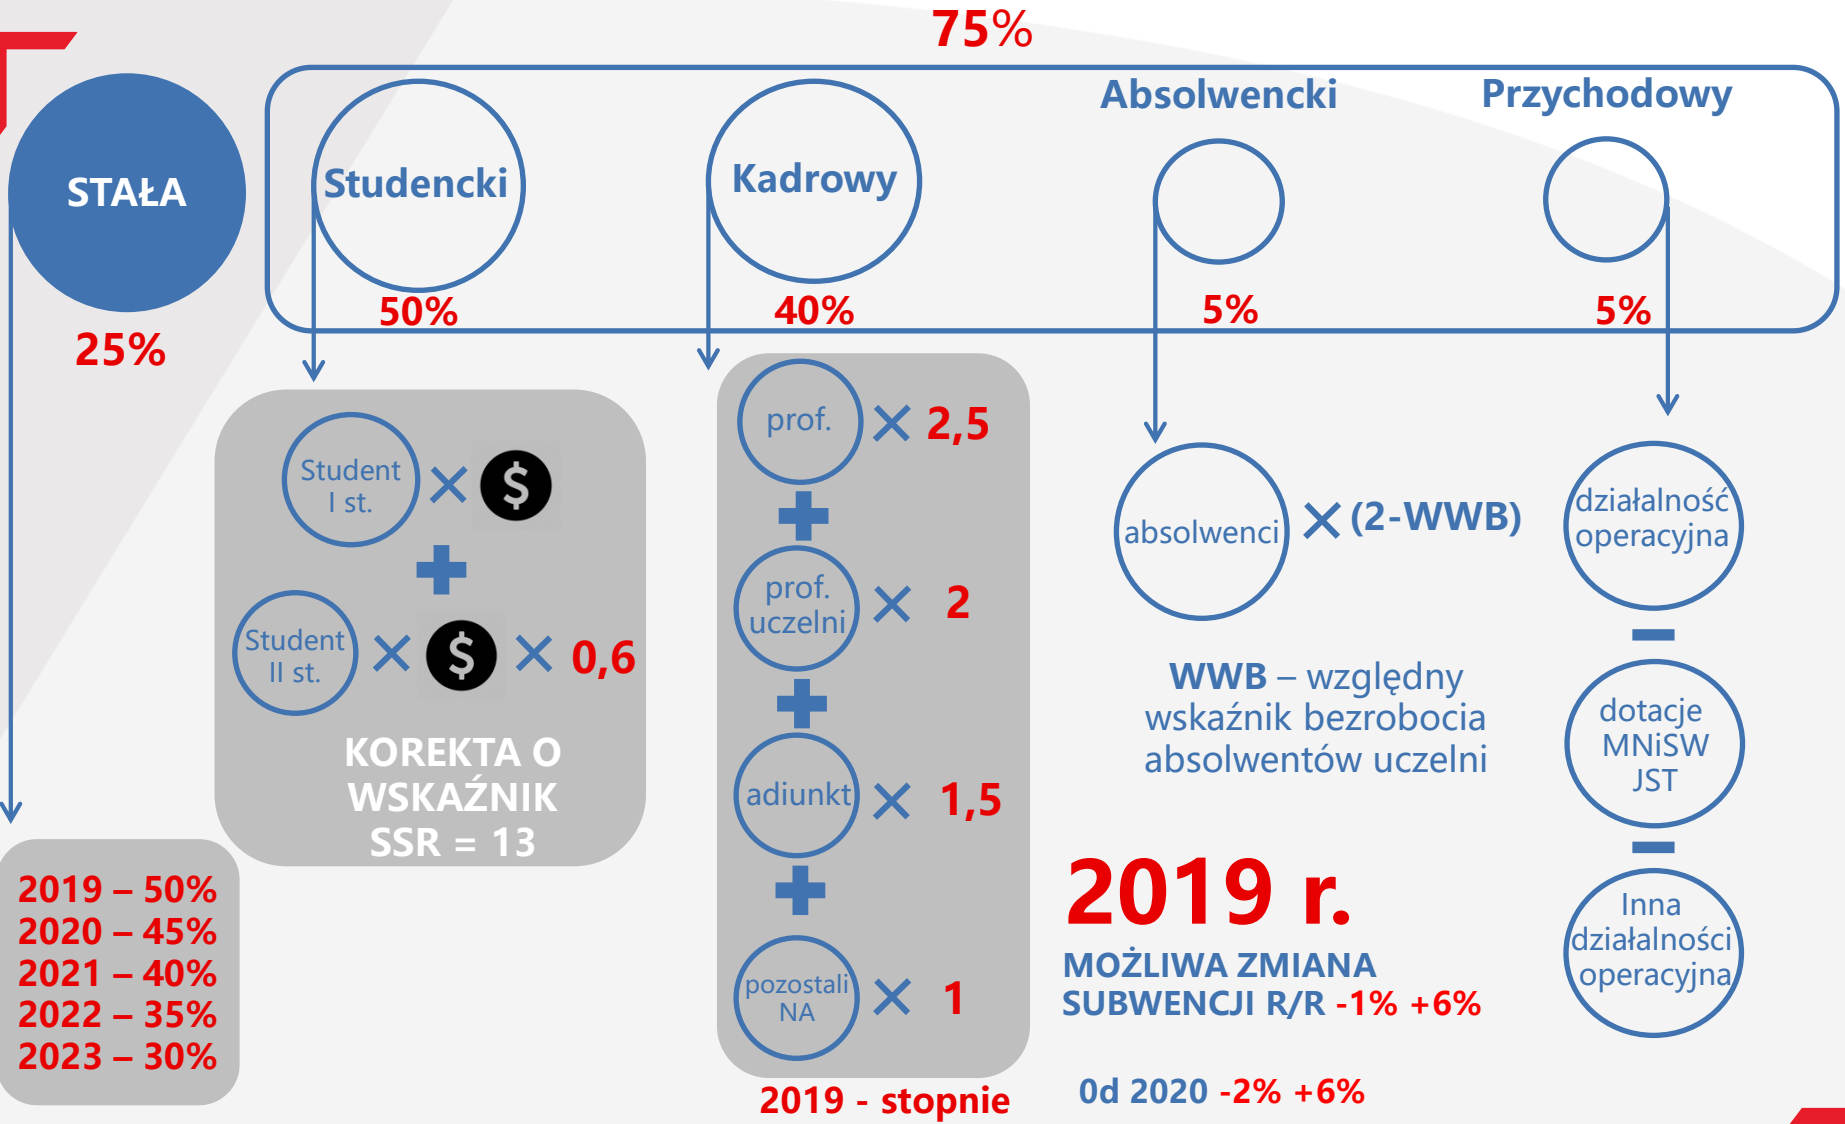 75%
STAŁA
25%
Studencki
50%
Kadrowy
40%
Absolwencki
5%
Przychodowy
5%
2019 – 50%
2020 – 45%
2021 – 40%
2022 – 35%
2023 – 30%
Student
I st.
× $
+
Student
II st.
× $ × 0,6
KOREKTA O
WSKAŹNIK
SSR = 13
prof. × 2,5
+
prof.
uczelni × 2
+
adiunkt × 1,5
+
pozostali
NA × 1
2019 - stopnie
absolwenci × (2-WWB)
WWB – względny
wskaźnik bezrobocia
absolwentów uczelni
2019 r.
MOŻLIWA ZMIANA
SUBWENCJI R/R -1% +6%
0d 2020 -2% +6%
działalność
operacyjna
–
dotacje
MNiSW
JST
–
Inna
działalności
operacyjna